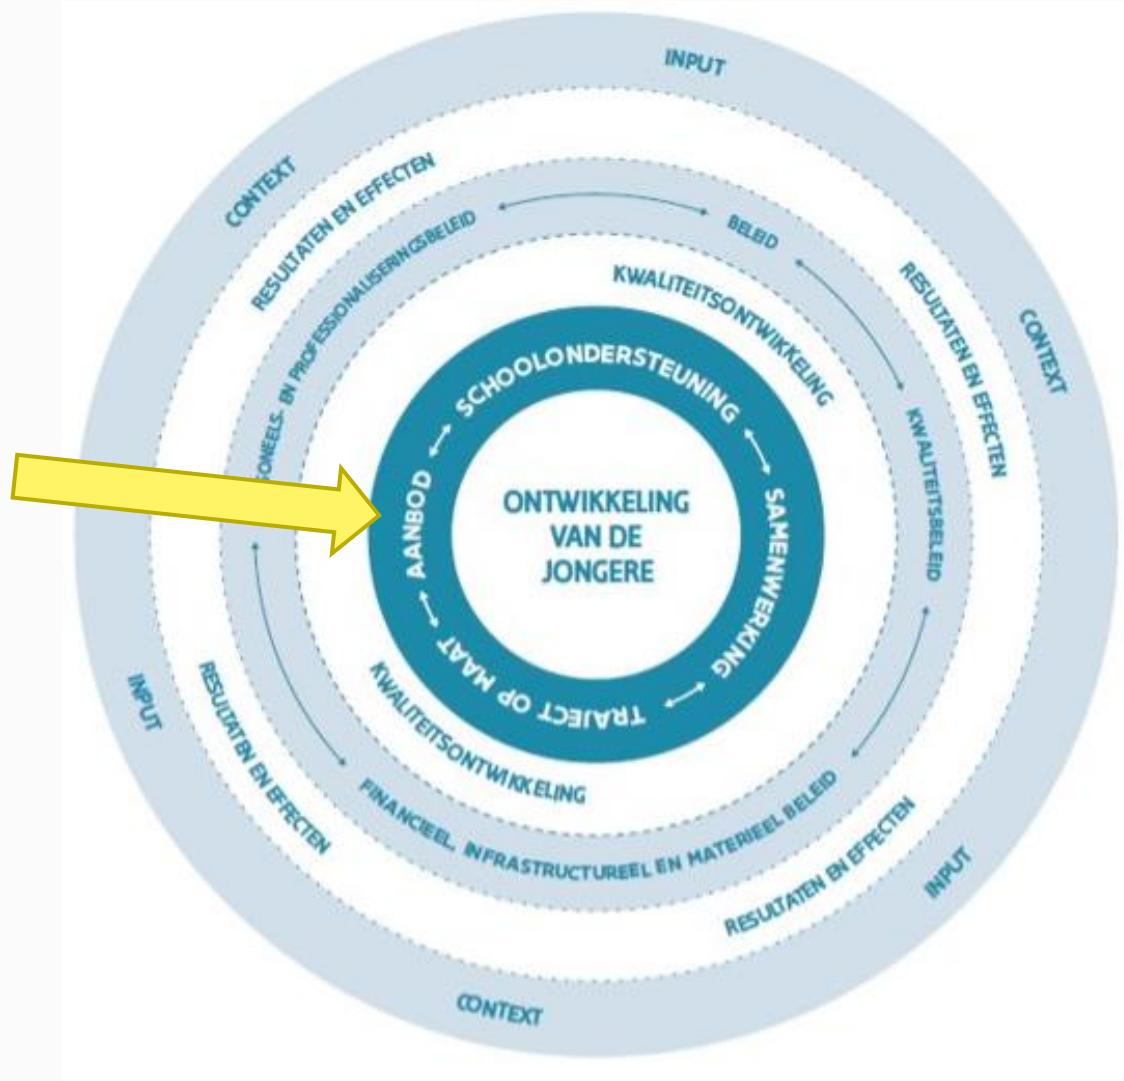 INPUT
CONTEXT
RESULTATEN EN EFFECTEN
EN PROFESSIONALISERINGSBELEID
BELEID
KWALITEITSONTWIKKELING
RESULTATEN EN EFFECTEN
CONTEXT
KWALITEITSBELEID
SCHOOLONDERSTEUNING
SAMENWERKING
TRAJECT OP MAAT
AANBOD
ONTWIKKELING
VAN DE
JONGERE
KWALITEITSONTWIKKELING
INPUT
RESULTATEN EN EFFECTEN
FINANCIEEL, INFRASTRUCTUREEL EN MATERIEEL BELEID
RESULTATEN EN EFFECTEN
INPUT
CONTEXT